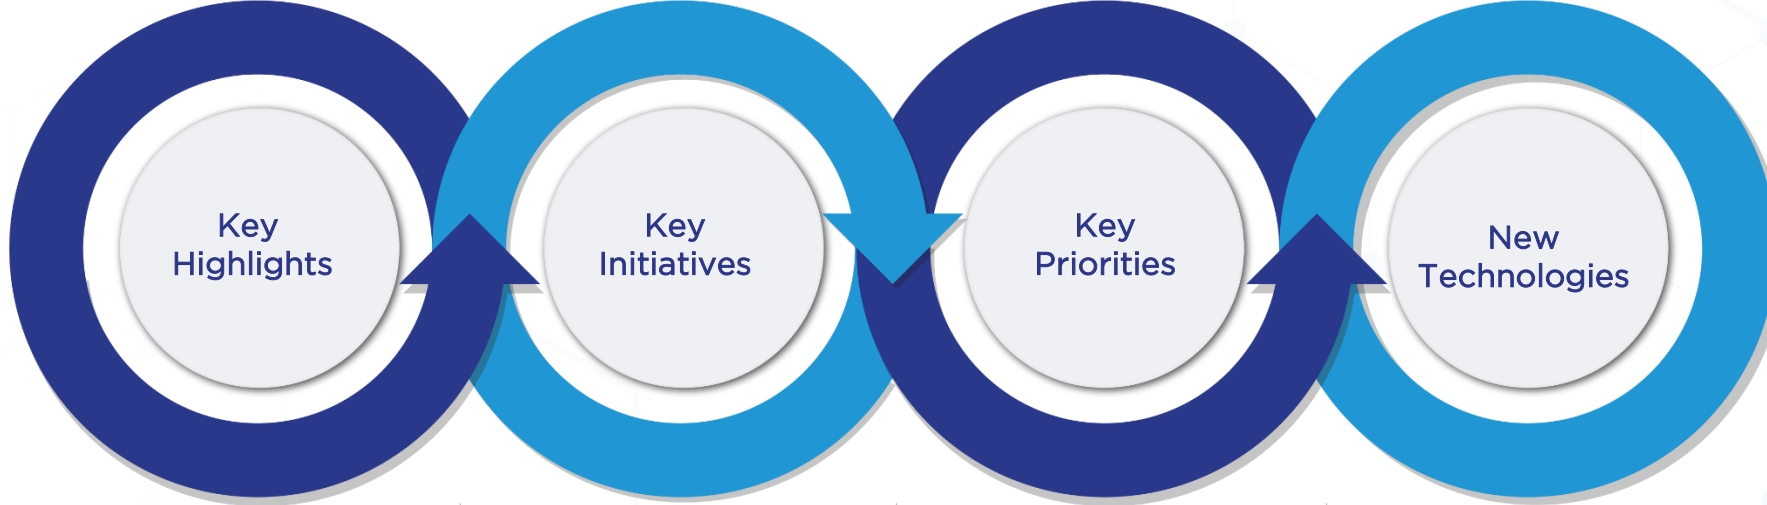 Key
Highlights
Key
Initiatives
Key
Priorities
New
Technologies